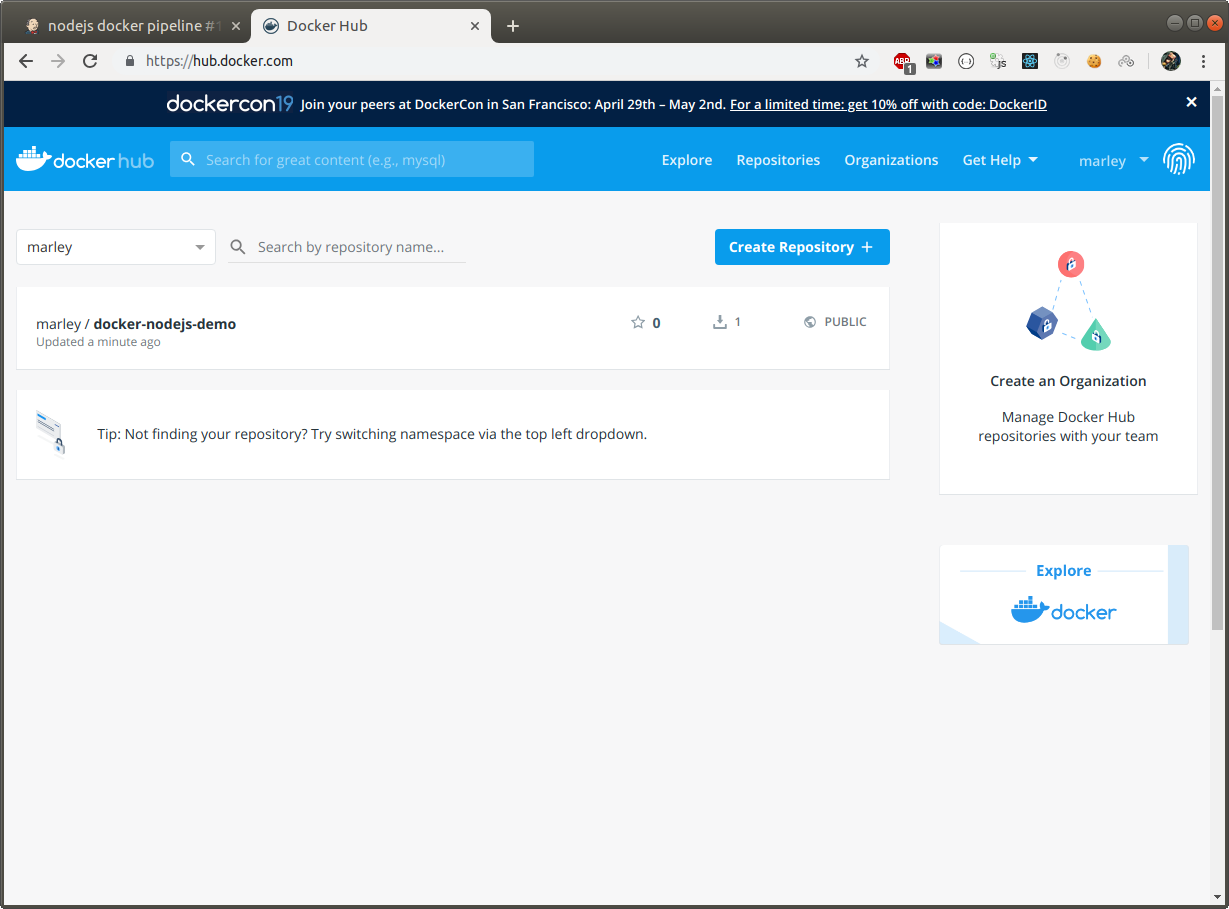 nodejs docker pipeline #1
Docker Hub
https://hub.docker.com
ABP
1
JS
dockercon19 Join your peers at DockerCon in San Francisco: April 29th – May 2nd. For a limited time: get 10% off with code: DockerID
docker hub
Search for great content (e.g., mysql)
Explore
Repositories
Organizations
Get Help
marley
marley
Search by repository name...
Create Repository +
marley / docker-nodejs-demo
Updated a minute ago
0
1
PUBLIC
Tip: Not finding your repository? Try switching namespace via the top left dropdown.
Create an Organization
Manage Docker Hub
repositories with your team
Explore
docker